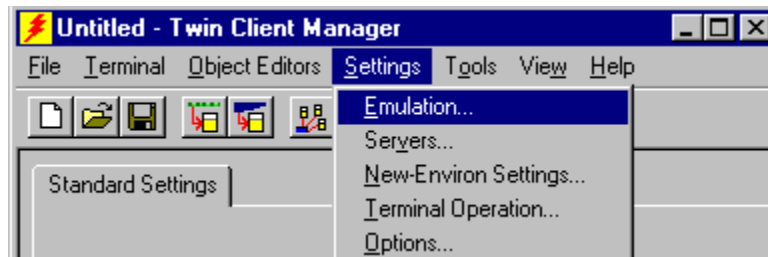 Untitled - Twin Client Manager
File Terminal Object Editors Settings Tools View Help
Emulation...
Servers...
Standard Settings
New-Environ Settings...
Terminal Operation...
Options...